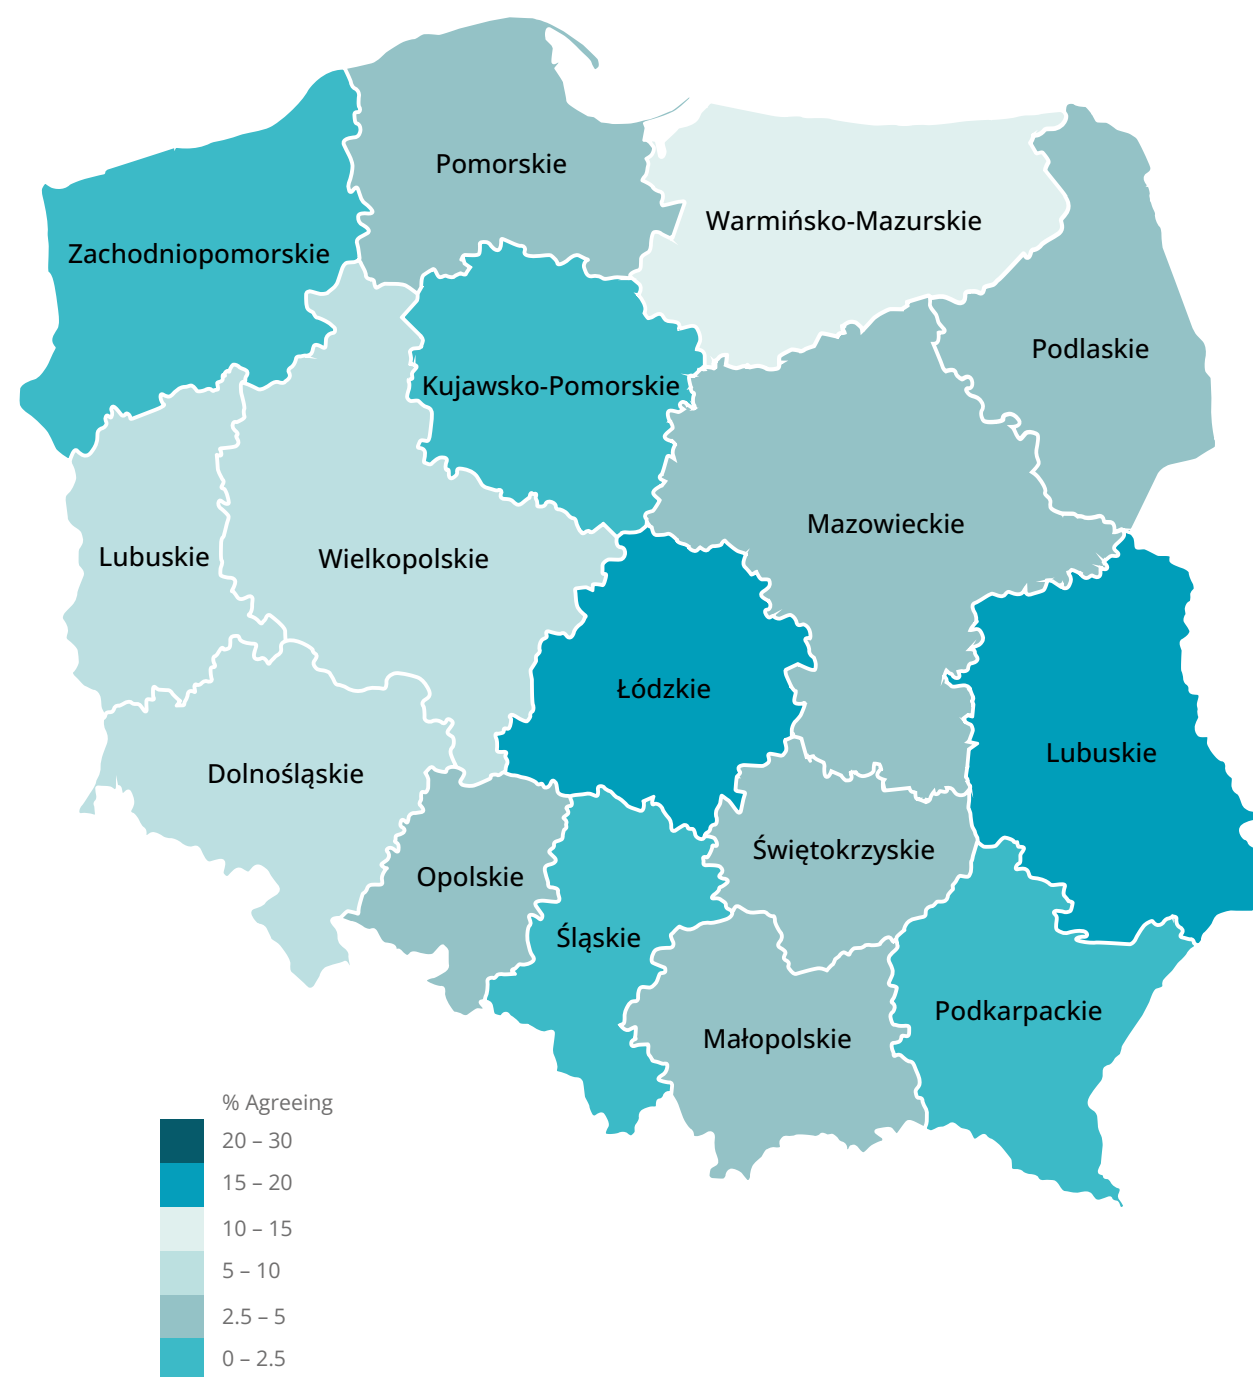 Pomorskie
Warmińsko-Mazurskie
Zachodniopomorskie
Podlaskie
Kujawsko-Pomorskie
Mazowieckie
Lubuskie
Wielkopolskie
Łódzkie
Lubuskie
Dolnośląskie
Świętokrzyskie
Opolskie
Śląskie
Podkarpackie
Małopolskie
% Agreeing
20 – 30
15 – 20
10 – 15
5 – 10
2.5 – 5
0 – 2.5